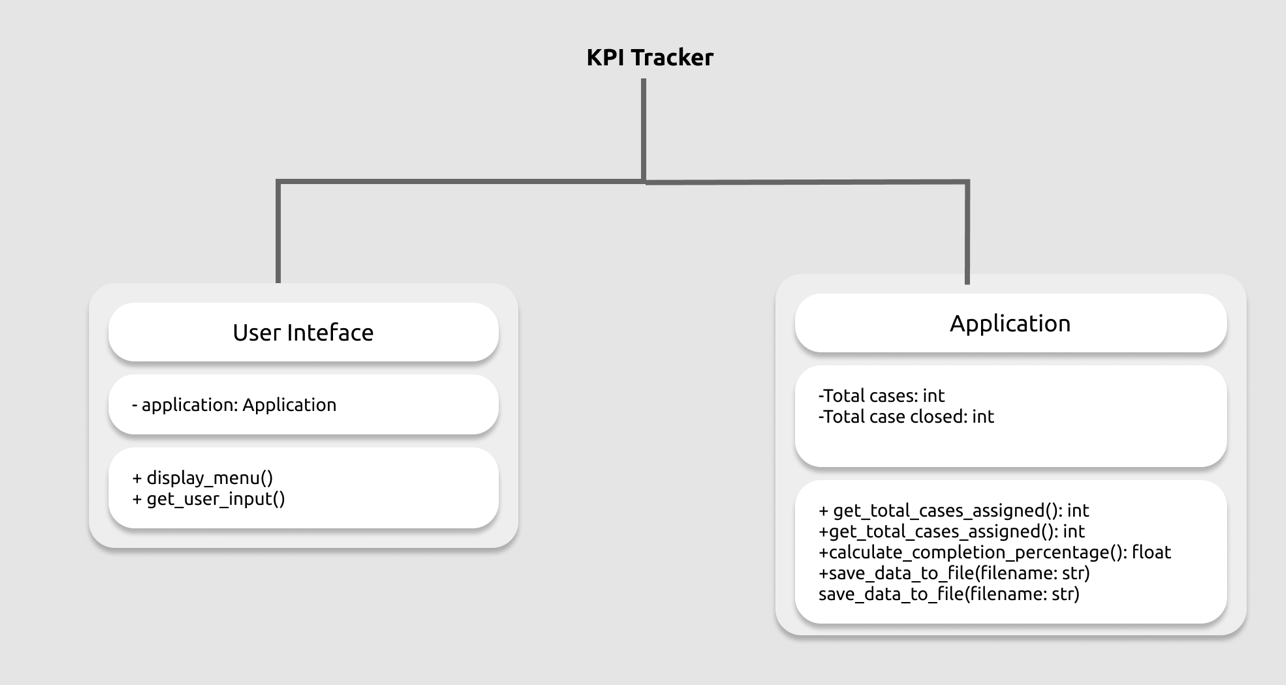 KPI Tracker
User Inteface
- application: Application
+ display_menu()
+ get_user_input()
Application
-Total cases: int
-Total case closed: int
+ get_total_cases_assigned(): int
+get_total_cases_assigned(): int
+calculate_completion_percentage(): float
+save_data_to_file(filename: str)
save_data_to_file(filename: str)